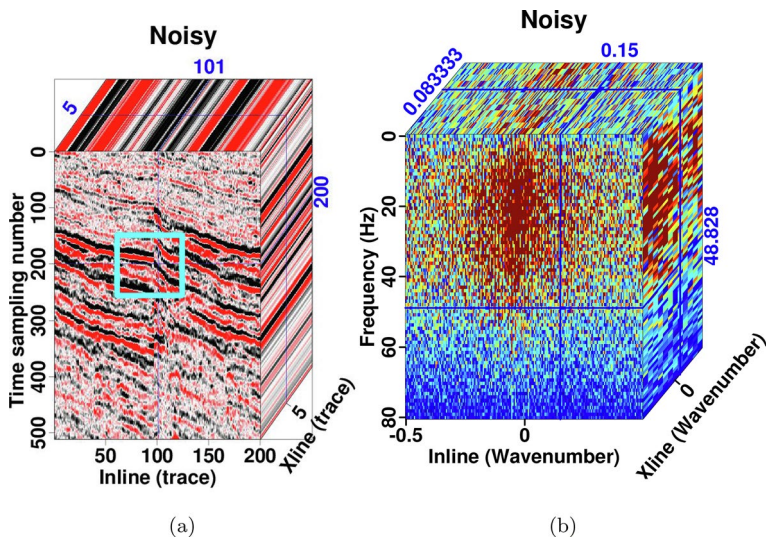 Noisy
101
5
200
0
100
200
300
400
500
Time sampling number
50 100 150 200
Inline (trace)
5
Xline (trace)
(a)
Noisy
0.15
0.083333
48.828
0
20
40
60
80
Frequency (Hz)
-0.5 0
Inline (Wavenumber)
0
Xline (Wavenumber)
(b)